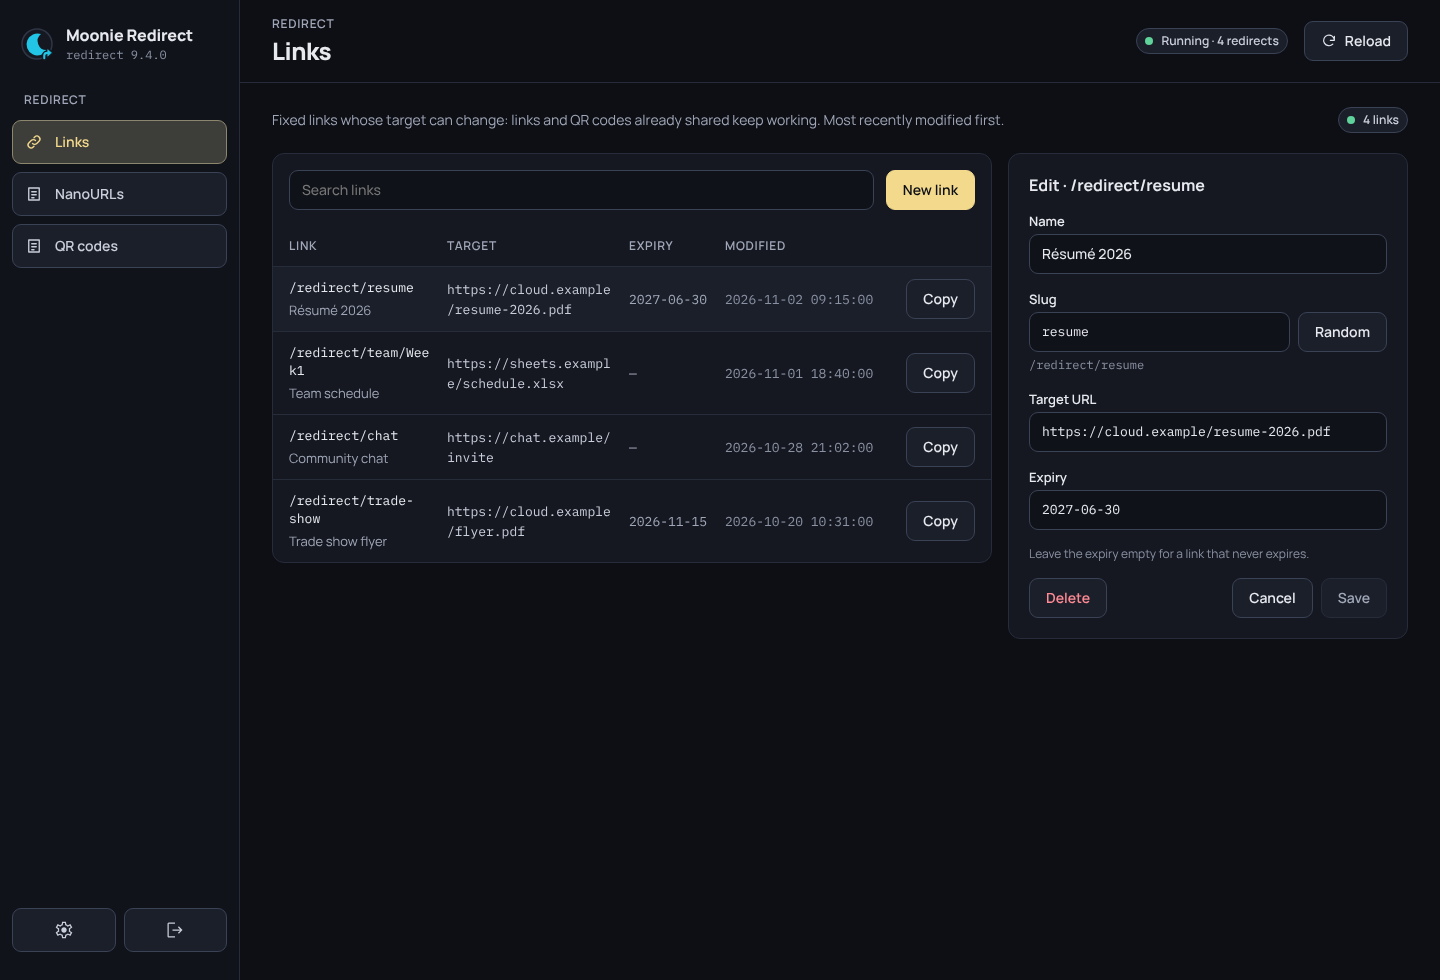 Moonie Redirect
redirect 9.4.0
REDIRECT
Links
NanoURLs
QR codes
REDIRECT
Links
Running · 4 redirects
Reload
Fixed links whose target can change: links and QR codes already shared keep working. Most recently modified first.
4 links
Search links
New link
LINK TARGET EXPIRY MODIFIED
/redirect/resume
Résumé 2026
https://cloud.example
/resume-2026.pdf
2027-06-30
2026-11-02 09:15:00
Copy
/redirect/team/Wee
k1
Team schedule
https://sheets.exampl
e/schedule.xlsx
—
2026-11-01 18:40:00
Copy
/redirect/chat
Community chat
https://chat.example/
invite
—
2026-10-28 21:02:00
Copy
/redirect/trade-
show
Trade show flyer
https://cloud.example
/flyer.pdf
2026-11-15
2026-10-20 10:31:00
Copy
Edit · /redirect/resume
Name
Résumé 2026
Slug
resume
Random
/redirect/resume
Target URL
https://cloud.example/resume-2026.pdf
Expiry
2027-06-30
Leave the expiry empty for a link that never expires.
Delete
Cancel
Save